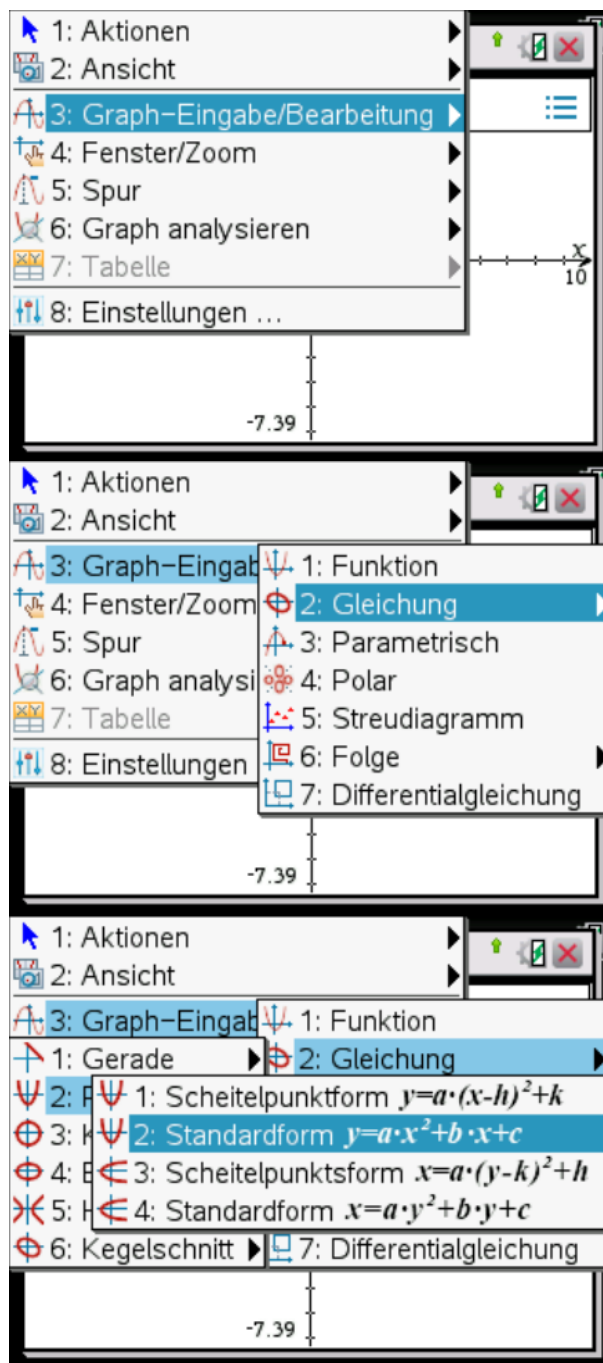 1: Aktionen
2: Ansicht
3: Graph-Eingabe/Bearbeitung
4: Fenster/Zoom
5: Spur
6: Graph analysieren
7: Tabelle
8: Einstellungen ...
x
10
-7.39
1: Aktionen
2: Ansicht
3: Graph-Eingab
4: Fenster/Zoom
5: Spur
6: Graph analysi
7: Tabelle
8: Einstellungen
1: Funktion
2: Gleichung
3: Parametrisch
4: Polar
5: Streudiagramm
6: Folge
7: Differentialgleichung
-7.39
1: Aktionen
2: Ansicht
3: Graph-Eingab
1: Funktion
1: Gerade
2: Gleichung
2:
1: Scheitelpunktform y=a·(x-h)²+k
3:
2: Standardform y=a·x²+b·x+c
4:
3: Scheitelpunktsform x=a·(y-k)²+h
5:
4: Standardform x=a·y²+b·y+c
6: Kegelschnitt
7: Differentialgleichung
-7.39